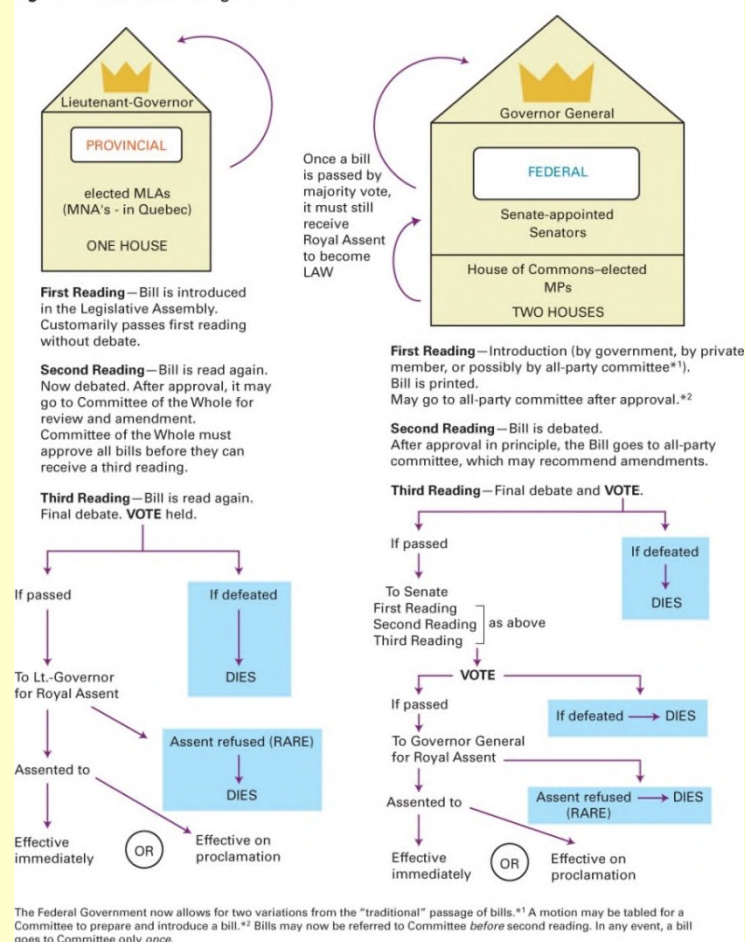 Lieutenant-Governor
PROVINCIAL
elected MLAs
(MNA's - in Quebec)
ONE HOUSE
First Reading—Bill is introduced
in the Legislative Assembly.
Customarily passes first reading
without debate.
Second Reading—Bill is read again.
Now debated. After approval, it may
go to Committee of the Whole for
review and amendment.
Committee of the Whole must
approve all bills before they can
receive a third reading.
Third Reading—Bill is read again.
Final debate. VOTE held.
If passed
If defeated
DIES
To Lt.-Governor
for Royal Assent
Assent refused (RARE)
DIES
Assented to
Effective
immediately
OR
Effective on
proclamation
Once a bill
is passed by
majority vote,
it must still
receive
Royal Assent
to become
LAW
Governor General
FEDERAL
Senate-appointed
Senators
House of Commons–elected
MPs
TWO HOUSES
First Reading—Introduction (by government, by private
member, or possibly by all-party committee*¹).
Bill is printed.
May go to all-party committee after approval.*²
Second Reading—Bill is debated.
After approval in principle, the Bill goes to all-party
committee, which may recommend amendments.
Third Reading—Final debate and VOTE.
If passed
If defeated
DIES
To Senate
First Reading
Second Reading
Third Reading
as above
VOTE
If passed
If defeated
DIES
To Governor General
for Royal Assent
Assent refused
(RARE)
DIES
Assented to
Effective
immediately
OR
Effective on
proclamation
The Federal Government now allows for two variations from the "traditional" passage of bills.*¹ A motion may be tabled for a
Committee to prepare and introduce a bill.*² Bills may now be referred to Committee before second reading. In any event, a bill
goes to Committee only once.